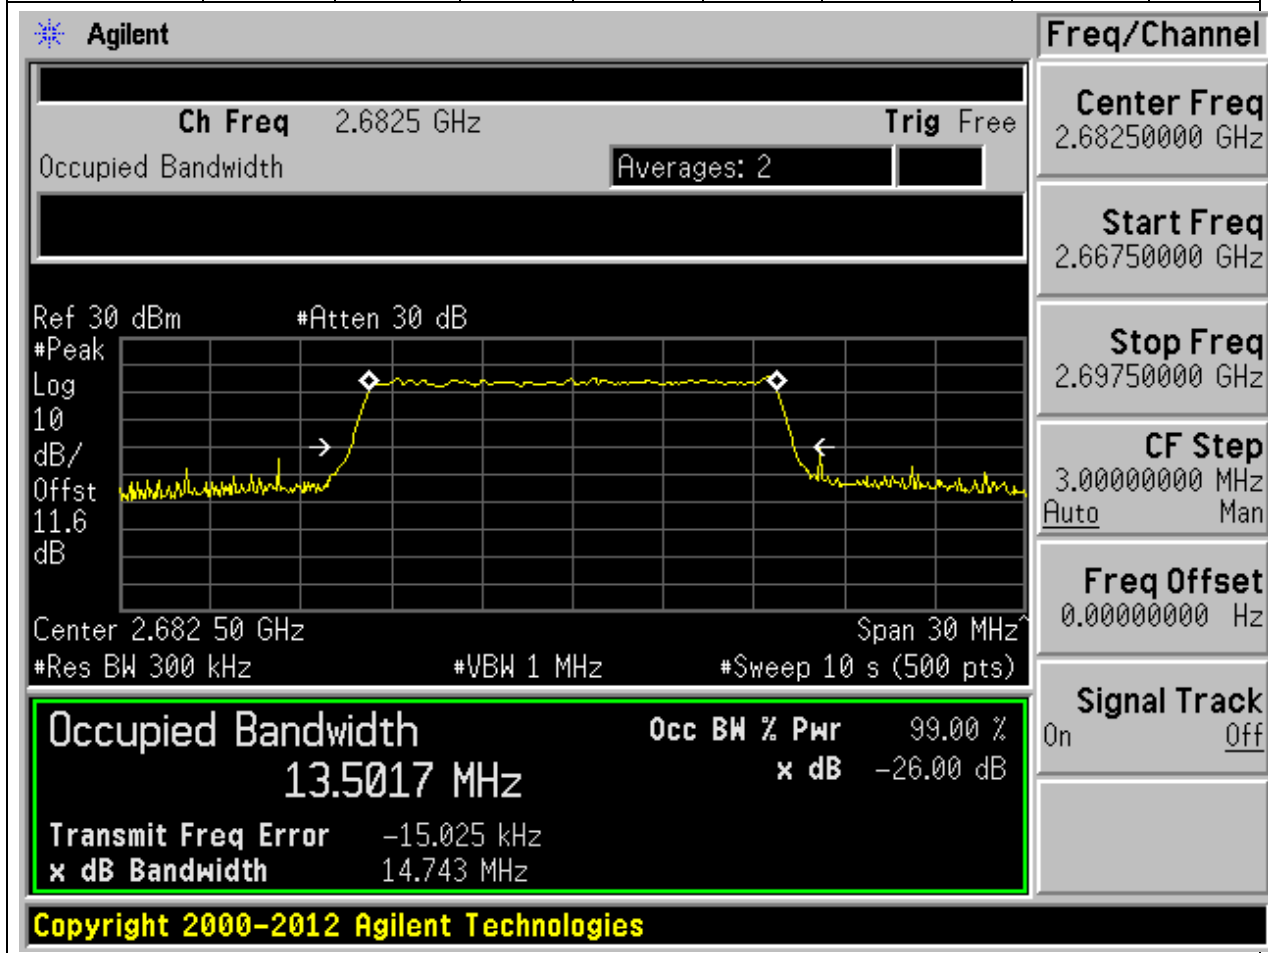 Agilent
Freq/Channel
Ch Freq 2.6825 GHz Trig Free
Occupied Bandwidth Averages: 2
Center Freq
2.68250000 GHz
Start Freq
2.66750000 GHz
Stop Freq
2.69750000 GHz
CF Step
3.00000000 MHz
Auto Man
Freq Offset
0.00000000 Hz
Signal Track
On Off
Ref 30 dBm #Atten 30 dB
#Peak
Log
10
dB/
Offst
11.6
dB
Center 2.682 50 GHz Span 30 MHz^
#Res BW 300 kHz #VBW 1 MHz #Sweep 10 s (500 pts)
Occupied Bandwidth Occ BW % Pwr 99.00 %
13.5017 MHz x dB -26.00 dB
Transmit Freq Error -15.025 kHz
x dB Bandwidth 14.743 MHz
Copyright 2000-2012 Agilent Technologies